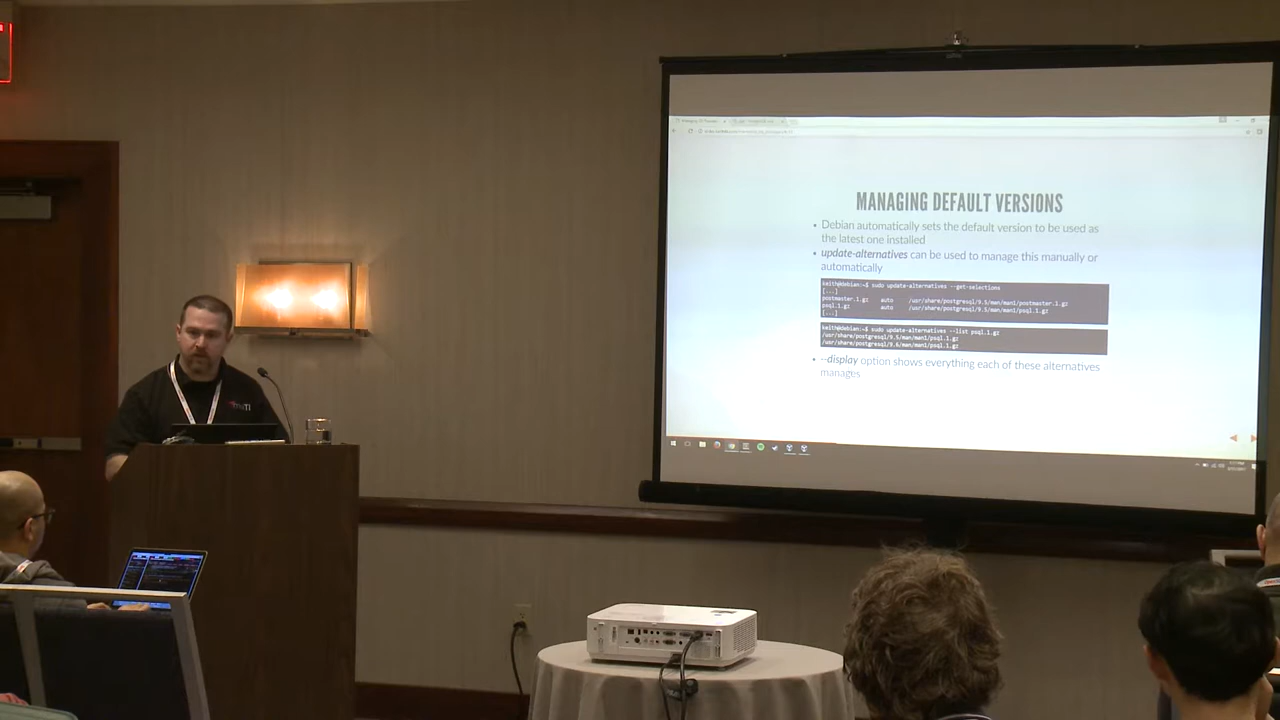 MANAGING DEFAULT VERSIONS
• Debian automatically sets the default version to be used as
the latest one installed
• update-alternatives can be used to manage this manually or
automatically
keith@debian:~$ sudo update-alternatives --get-selections
[...]
postmaster.1.gz auto /usr/share/postgresql/9.5/man/man1/postmaster.1.gz
psql.1.gz auto /usr/share/postgresql/9.5/man/man1/psql.1.gz
[...]
keith@debian:~$ sudo update-alternatives --list psql.1.gz
/usr/share/postgresql/9.5/man/man1/psql.1.gz
/usr/share/postgresql/9.6/man/man1/psql.1.gz
• --display option shows everything each of these alternatives
manages